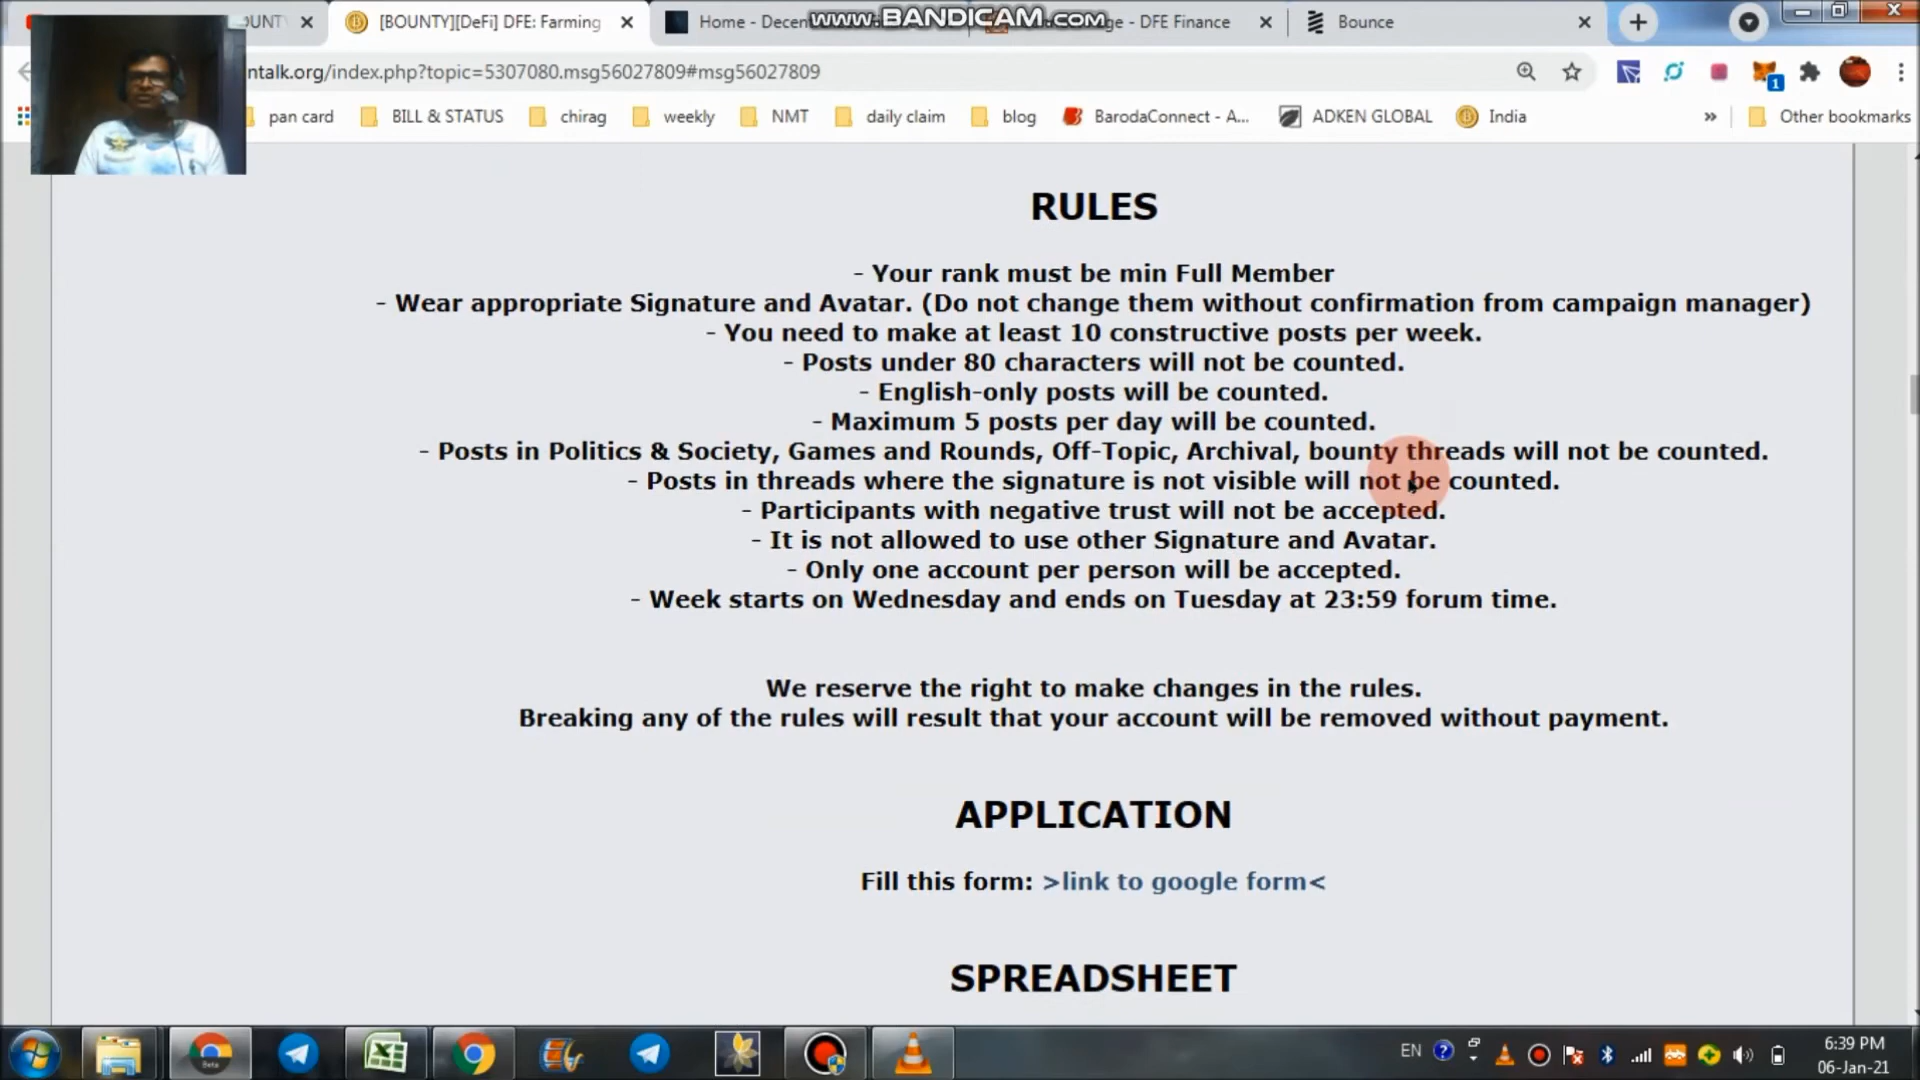 OUNTY
[BOUNTY][DeFi] DFE: Farming
Home - Decent
ge - DFE Finance
Bounce
www.BANDICAM.com
ntalk.org/index.php?topic=5307080.msg56027809#msg56027809
1
pan card
BILL & STATUS
chirag
weekly
NMT
daily claim
blog
BarodaConnect - A...
ADKEN GLOBAL
India
»
Other bookmarks
RULES
- Your rank must be min Full Member
- Wear appropriate Signature and Avatar. (Do not change them without confirmation from campaign manager)
- You need to make at least 10 constructive posts per week.
- Posts under 80 characters will not be counted.
- English-only posts will be counted.
- Maximum 5 posts per day will be counted.
- Posts in Politics & Society, Games and Rounds, Off-Topic, Archival, bounty threads will not be counted.
- Posts in threads where the signature is not visible will not be counted.
- Participants with negative trust will not be accepted.
- It is not allowed to use other Signature and Avatar.
- Only one account per person will be accepted.
- Week starts on Wednesday and ends on Tuesday at 23:59 forum time.
We reserve the right to make changes in the rules.
Breaking any of the rules will result that your account will be removed without payment.
APPLICATION
Fill this form: >link to google form<
SPREADSHEET
Beta
EN
6:39 PM
06-Jan-21